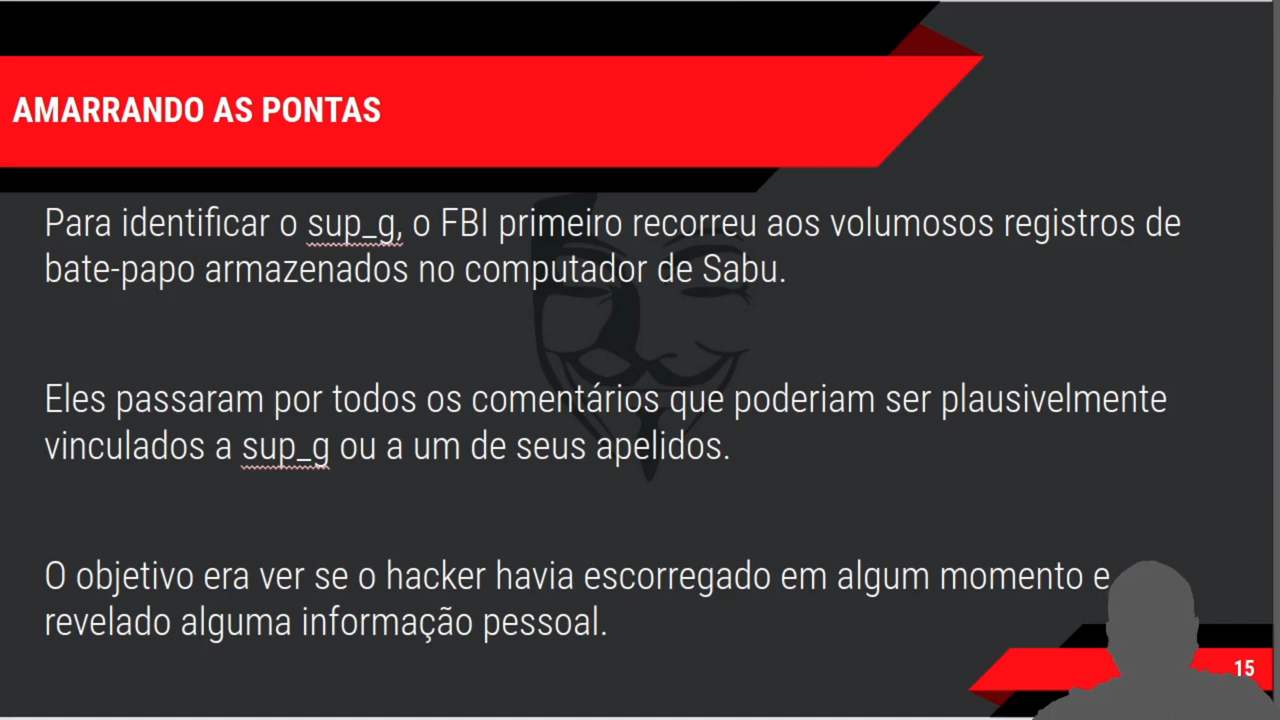 AMARRANDO AS PONTAS
Para identificar o sup_g, o FBI primeiro recorreu aos volumosos registros de
bate-papo armazenados no computador de Sabu.
Eles passaram por todos os comentários que poderiam ser plausivelmente
vinculados a sup_g ou a um de seus apelidos.
O objetivo era ver se o hacker havia escorregado em algum momento e
revelado alguma informação pessoal.
15